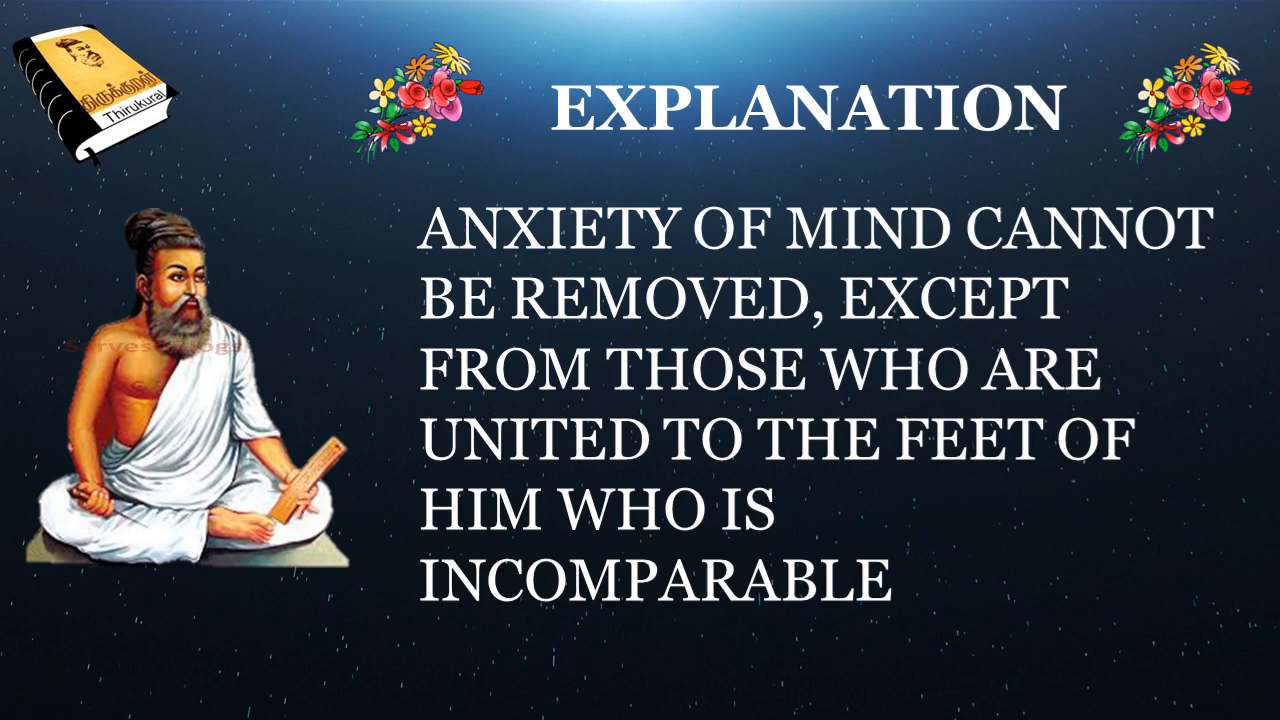 திருக்குறள்
Thirukural
EXPLANATION
ANXIETY OF MIND CANNOT
BE REMOVED, EXCEPT
FROM THOSE WHO ARE
UNITED TO THE FEET OF
HIM WHO IS
INCOMPARABLE